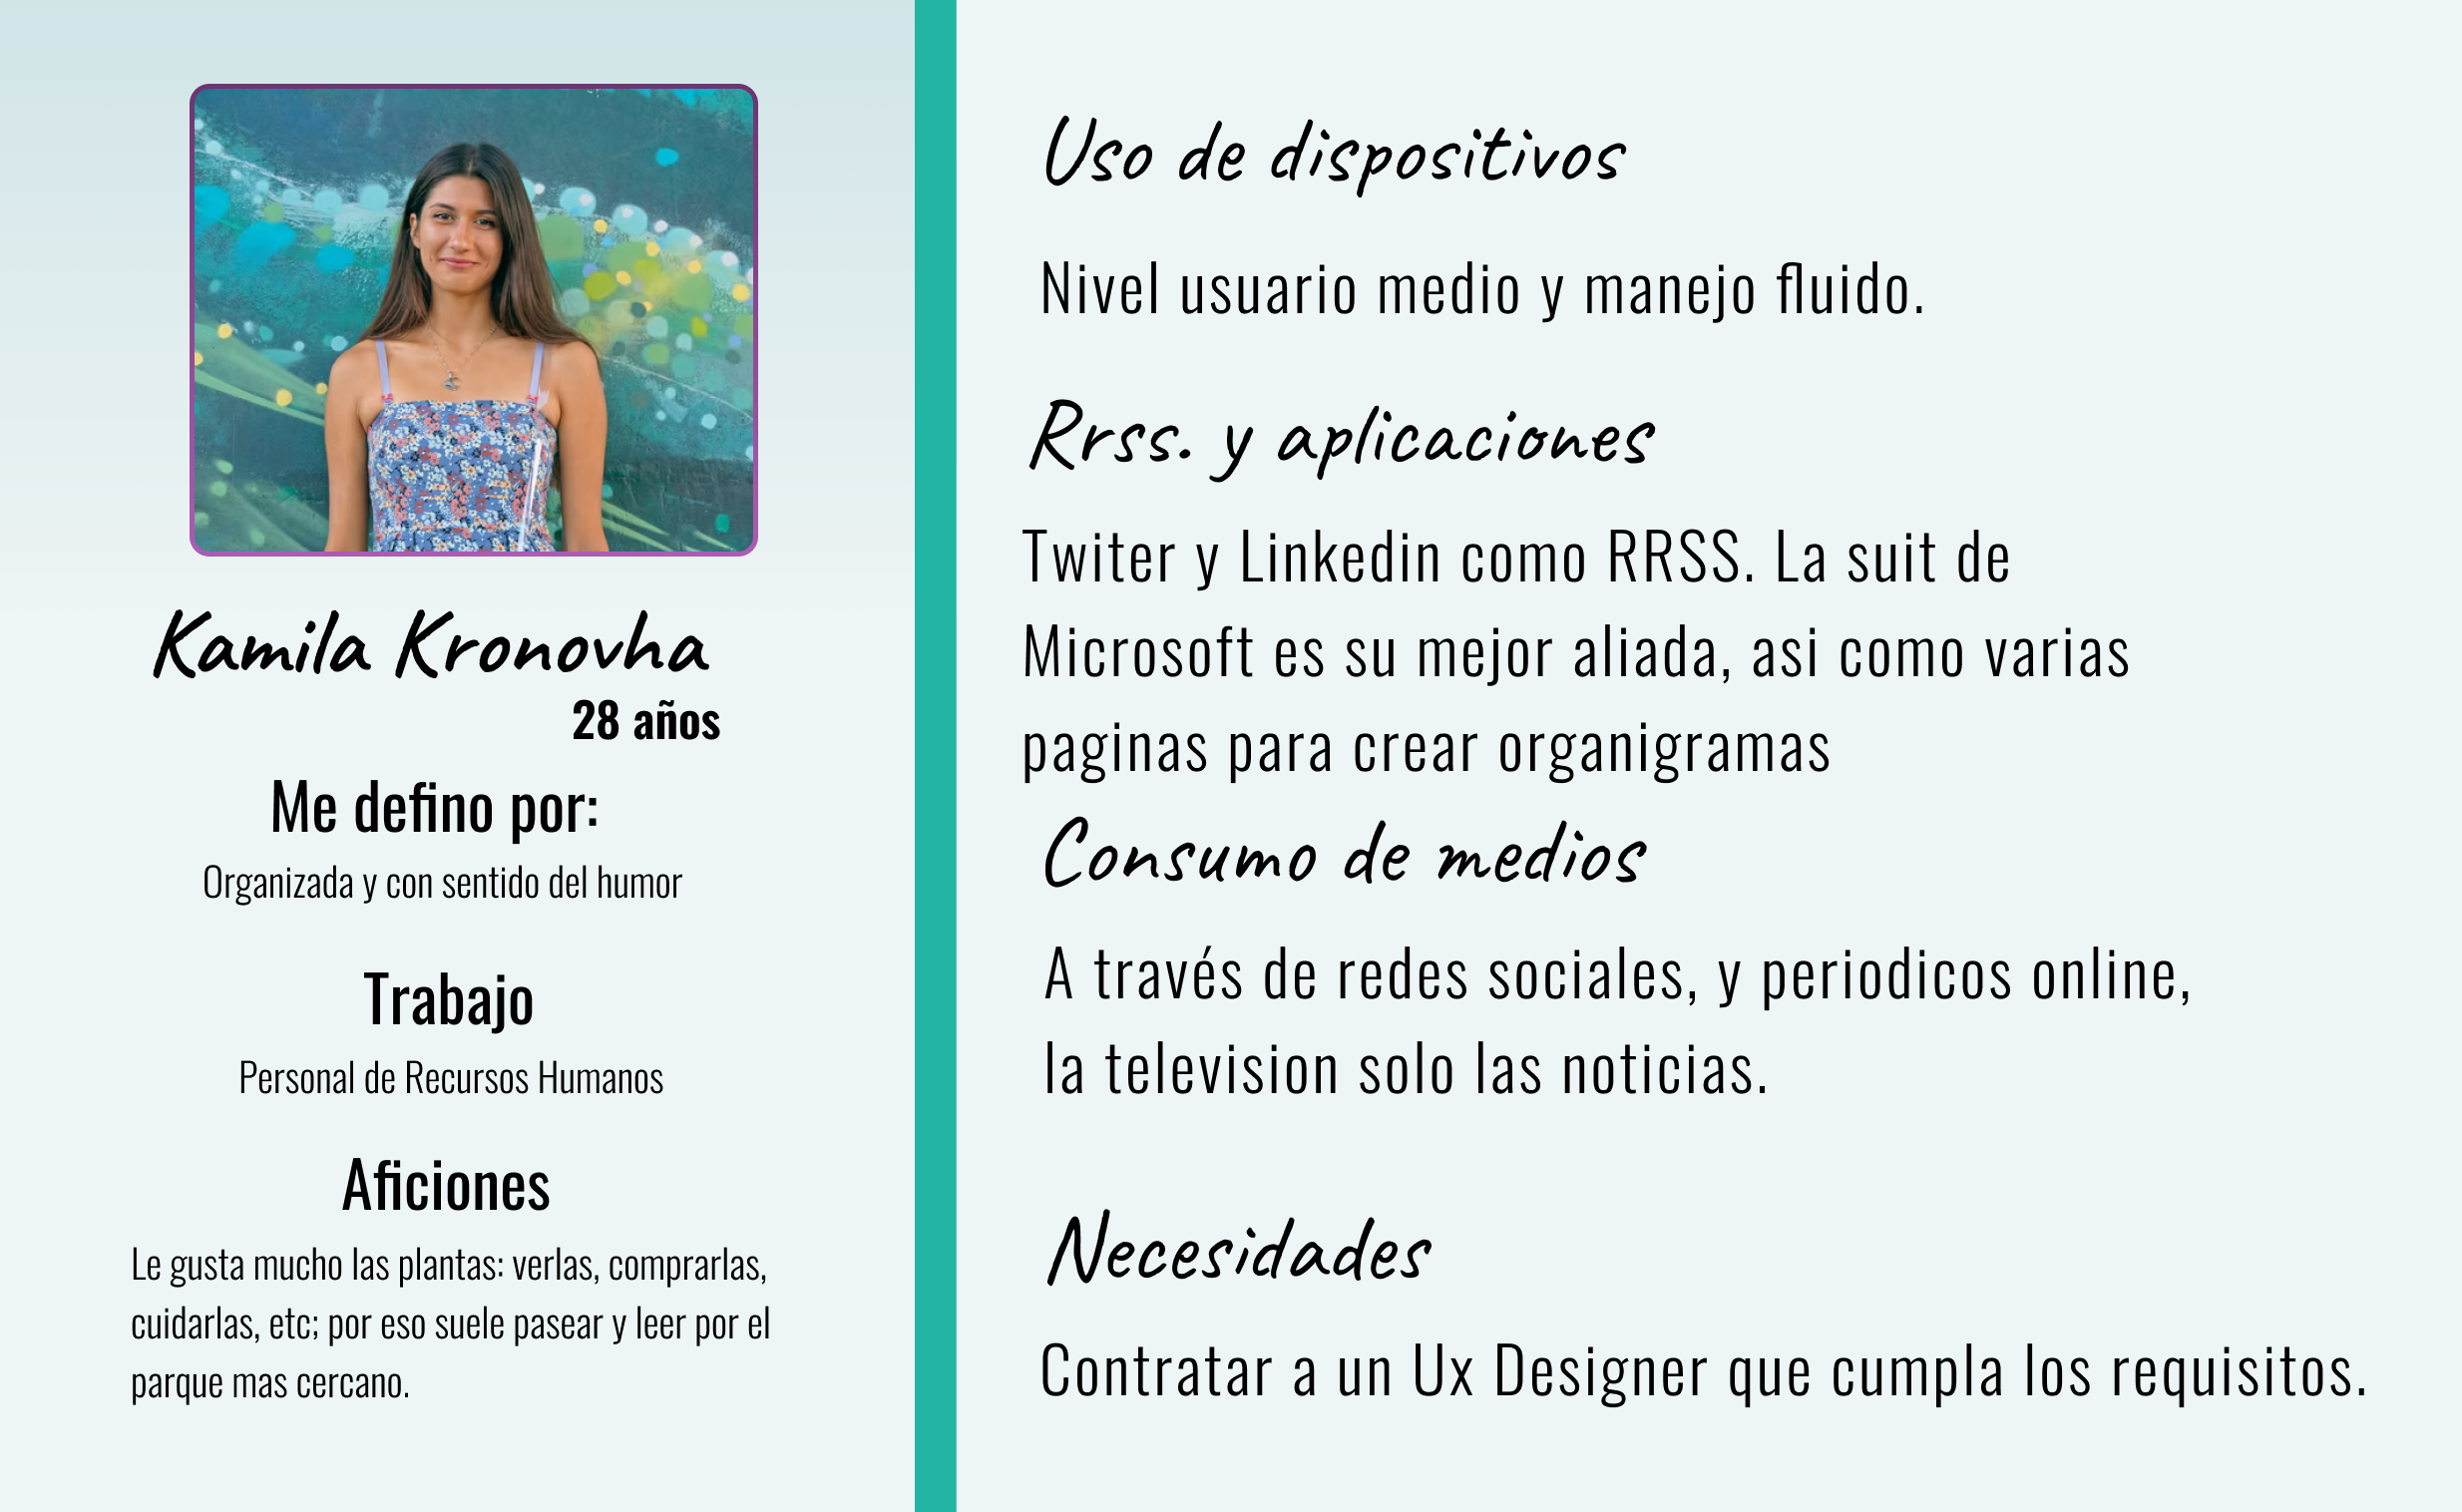 Kamila Kronovha
28 años
Me defino por:
Organizada y con sentido del humor
Trabajo
Personal de Recursos Humanos
Aficiones
Le gusta mucho las plantas: verlas, comprarlas,
cuidarlas, etc; por eso suele pasear y leer por el
parque mas cercano.
Uso de dispositivos
Nivel usuario medio y manejo fluido.
Rrss. y aplicaciones
Twiter y Linkedin como RRSS. La suit de
Microsoft es su mejor aliada, asi como varias
paginas para crear organigramas
Consumo de medios
A través de redes sociales, y periodicos online,
la television solo las noticias.
Necesidades
Contratar a un Ux Designer que cumpla los requisitos.